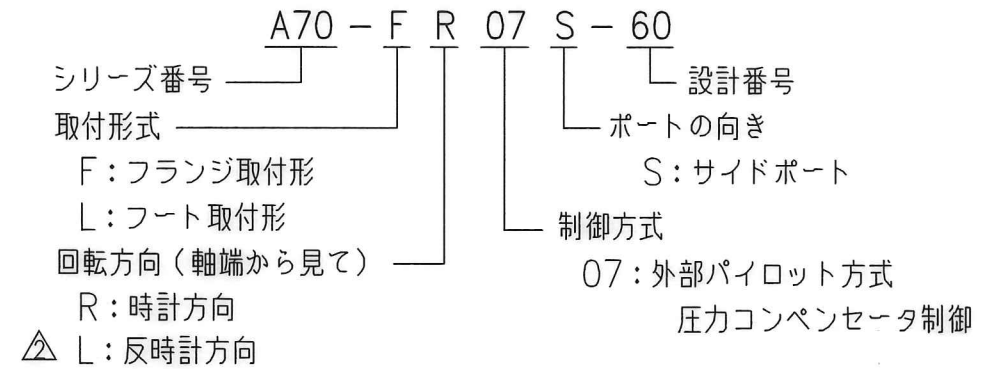 A70-FR07S-60
シリーズ番号
取付形式
F：フランジ取付形
L：フート取付形
回転方向（軸端から見て）
R：時計方向
2 L：反時計方向
設計番号
ポートの向き
S：サイドポート
制御方式
07：外部パイロット方式
圧力コンペンセータ制御